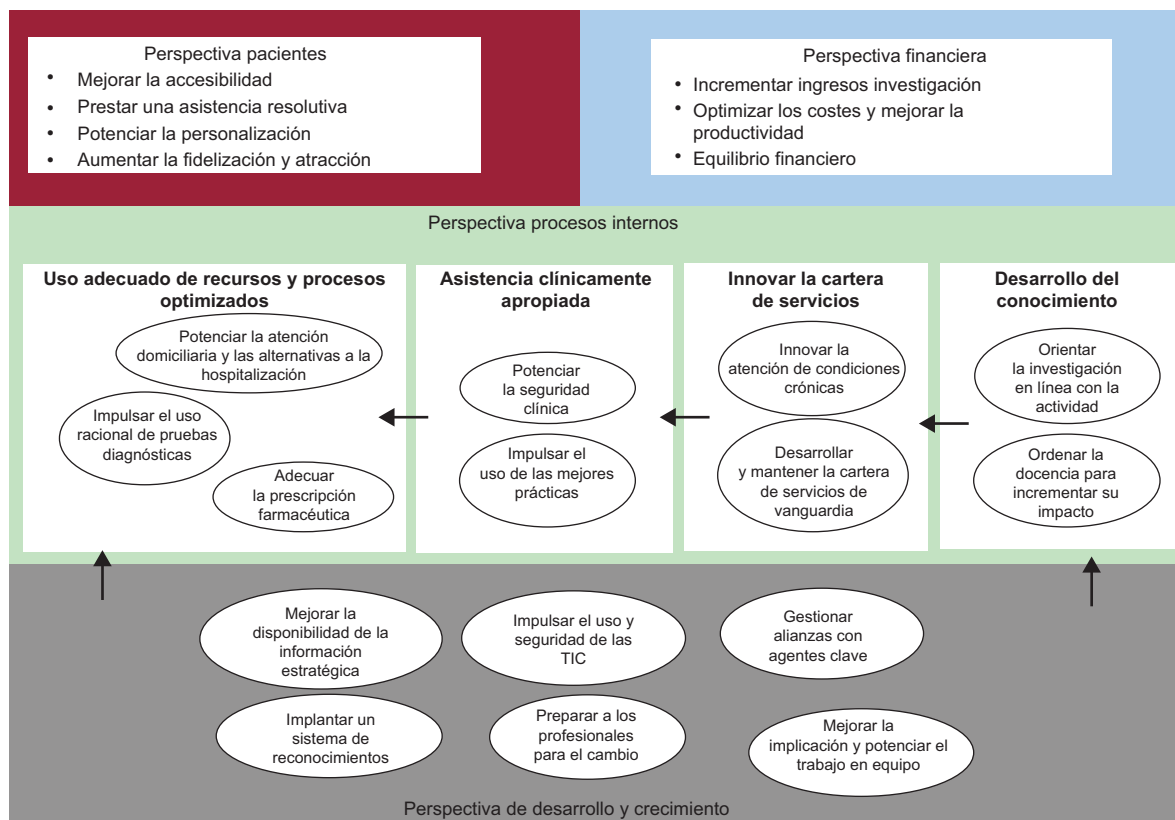 Perspectiva pacientes
• Mejorar la accesibilidad
• Prestar una asistencia resolutiva
• Potenciar la personalización
• Aumentar la fidelización y atracción
Perspectiva financiera
• Incrementar ingresos investigación
• Optimizar los costes y mejorar la
productividad
• Equilibrio financiero
Perspectiva procesos internos
Uso adecuado de recursos y procesos
optimizados
Potenciar la atención
domiciliaria y las alternativas a la
hospitalización
Impulsar el uso
racional de pruebas
diagnósticas
Adecuar
la prescripción
farmacéutica
Asistencia clínicamente
apropiada
Potenciar
la seguridad
clínica
Impulsar el
uso de las mejores
prácticas
Innovar la cartera
de servicios
Innovar la
atención de condiciones
crónicas
Desarrollar
y mantener la cartera
de servicios de
vanguardia
Desarrollo del
conocimiento
Orientar
la investigación
en línea con la
actividad
Ordenar la
docencia para
incrementar su
impacto
Mejorar la
disponibilidad de la
información
estratégica
Impulsar el uso y
seguridad de las
TIC
Gestionar
alianzas con
agentes clave
Implantar un
sistema de
reconocimientos
Preparar a los
profesionales
para el cambio
Mejorar la
implicación y potenciar el
trabajo en equipo
Perspectiva de desarrollo y crecimiento